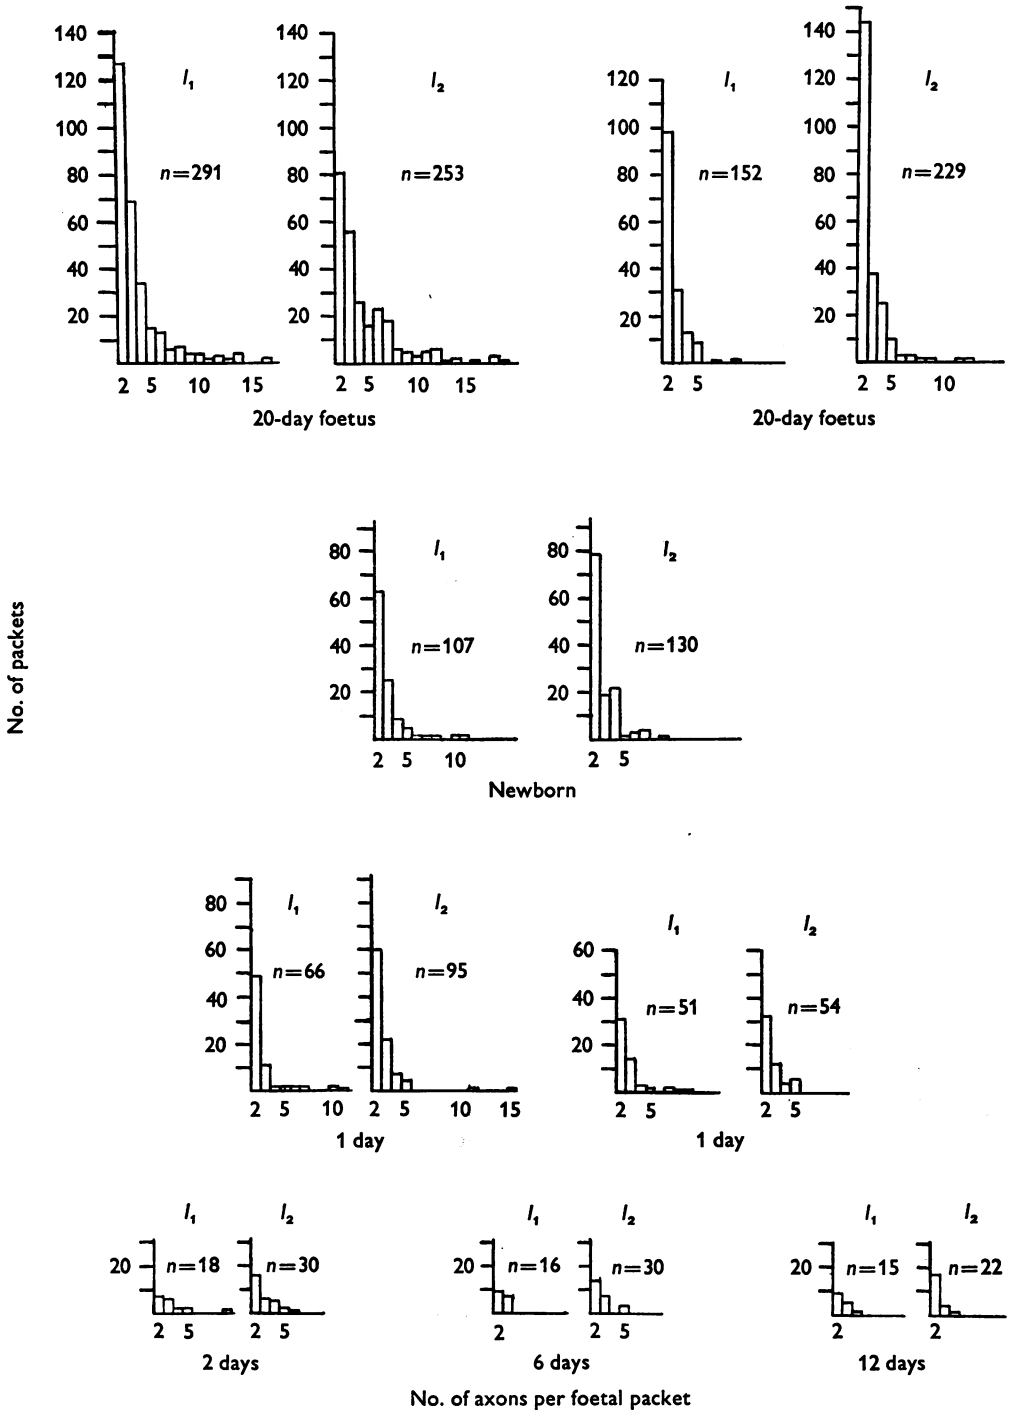 No. of packets
140
120
100
80
60
40
20
l₁
n=291
2 5 10 15
140
120
100
80
60
40
20
l₂
n=253
2 5 10 15
20-day foetus
120
100
80
60
40
20
l₁
n=152
2 5
140
120
100
80
60
40
20
l₂
n=229
2 5 10
20-day foetus
80
60
40
20
l₁
n=107
2 5 10
80
60
40
20
l₂
n=130
2 5
Newborn
80
60
40
20
l₁
n=66
2 5 10
l₂
n=95
2 5 10 15
1 day
60
40
20
l₁
n=51
2 5
l₂
n=54
2 5
1 day
l₁
20
n=18
2 5
l₂
n=30
2 5
2 days
l₁
20
n=16
2
l₂
n=30
2 5
6 days
l₁
20
n=15
2
l₂
n=22
2
12 days
No. of axons per foetal packet